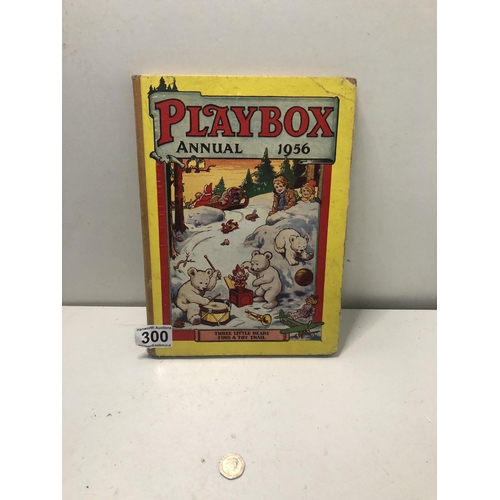 PLAYBOX
ANNUAL 1956
THREE LITTLE BEARS
FIND A TOY TRAIL
300